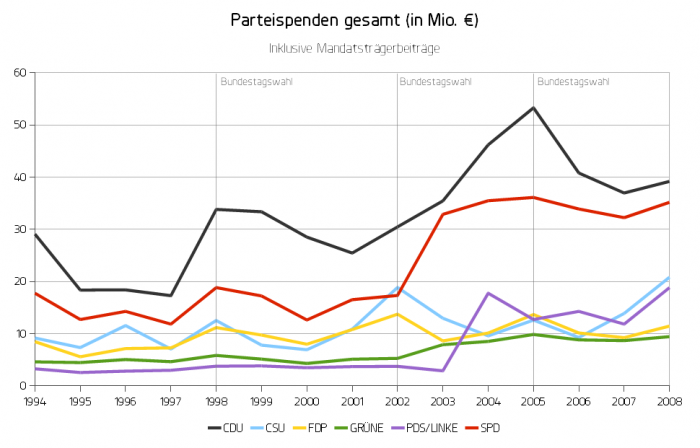 Parteispenden gesamt (in Mio. €)
Inklusive Mandatsträgerbeiträge
60
Bundestagswahl Bundestagswahl Bundestagswahl
50
40
30
20
10
0
1994 1995 1996 1997 1998 1999 2000 2001 2002 2003 2004 2005 2006 2007 2008
CDU CSU FDP GRÜNE PDS/LINKE SPD